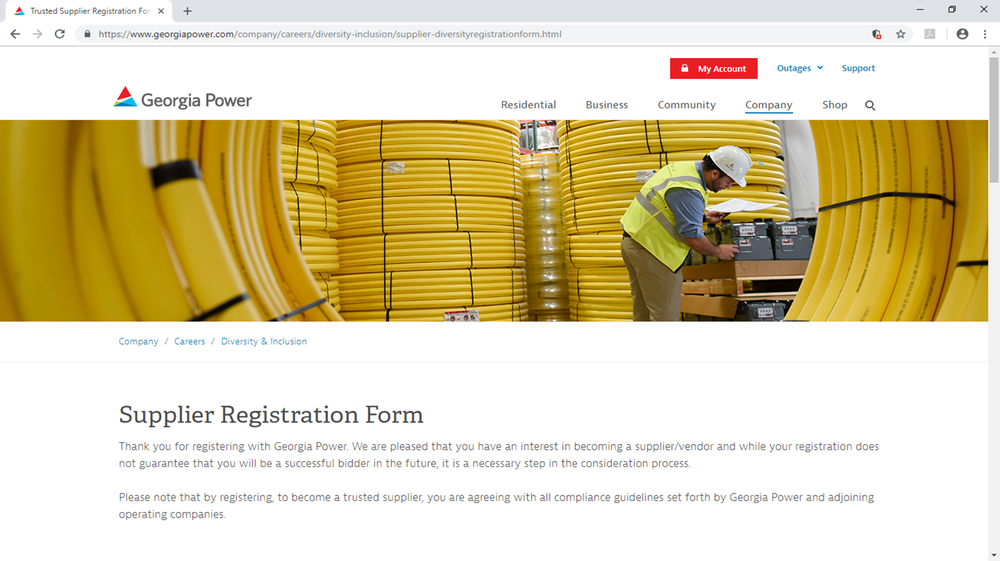 Trusted Supplier Registration For
https://www.georgiapower.com/company/careers/diversity-inclusion/supplier-diversityregistrationform.html
My Account Outages Support
Georgia Power
Residential Business Community Company Shop
Company / Careers / Diversity & Inclusion
Supplier Registration Form
Thank you for registering with Georgia Power. We are pleased that you have an interest in becoming a supplier/vendor and while your registration does
not guarantee that you will be a successful bidder in the future, it is a necessary step in the consideration process.
Please note that by registering, to become a trusted supplier, you are agreeing with all compliance guidelines set forth by Georgia Power and adjoining
operating companies.